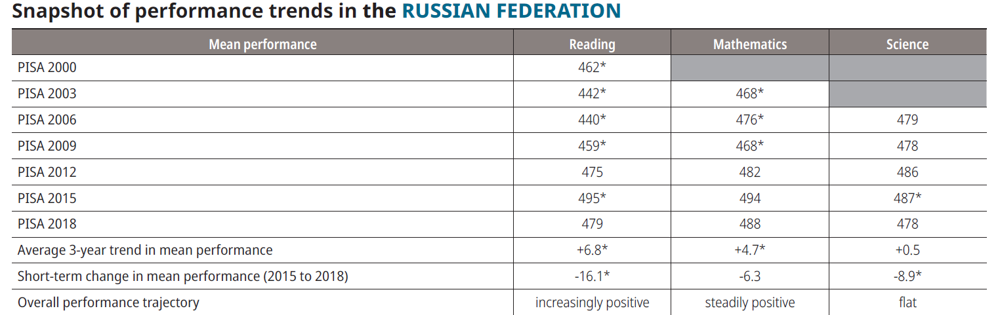 Snapshot of performance trends in the RUSSIAN FEDERATION
Mean performance Reading Mathematics Science
PISA 2000 462*
PISA 2003 442* 468*
PISA 2006 440* 476* 479
PISA 2009 459* 468* 478
PISA 2012 475 482 486
PISA 2015 495* 494 487*
PISA 2018 479 488 478
Average 3-year trend in mean performance +6.8* +4.7* +0.5
Short-term change in mean performance (2015 to 2018) -16.1* -6.3 -8.9*
Overall performance trajectory increasingly positive steadily positive flat